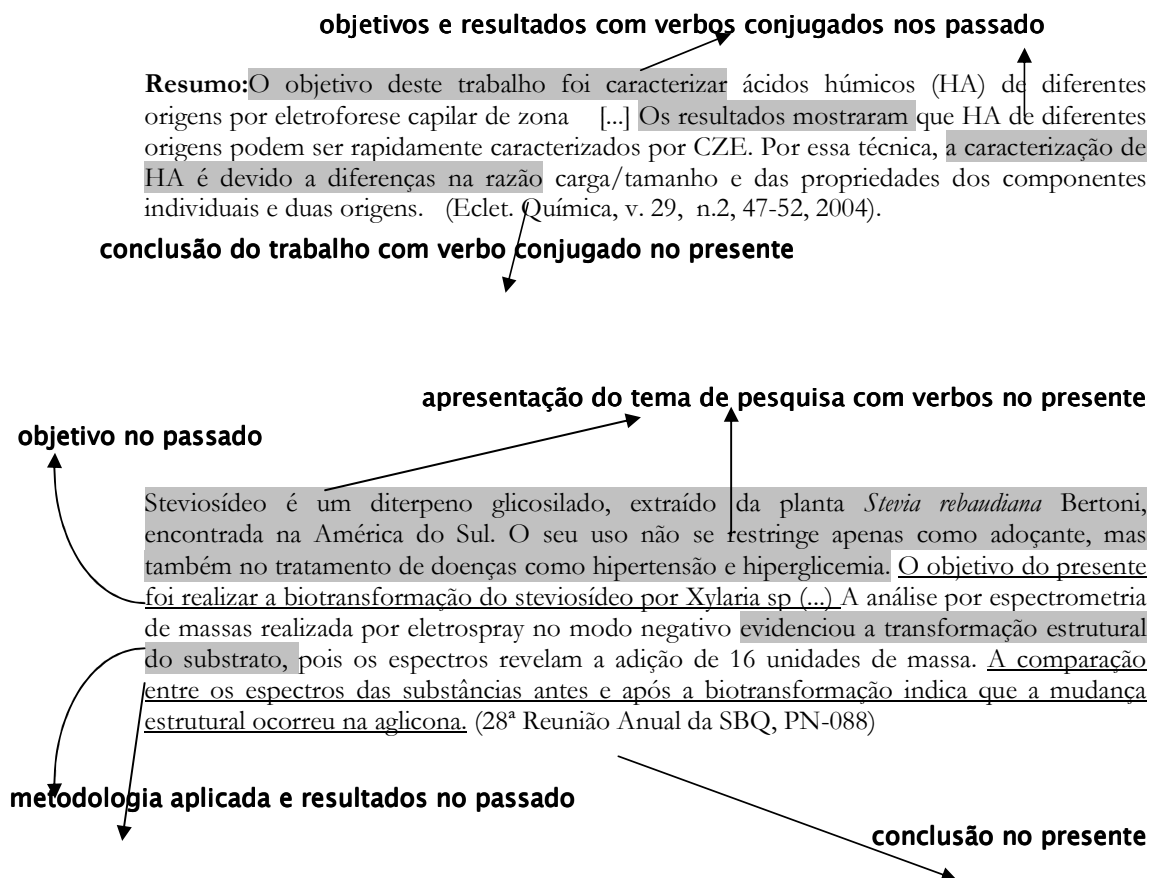 objetivos e resultados com verbos conjugados nos passado
Resumo:O objetivo deste trabalho foi caracterizar ácidos húmicos (HA) de diferentes
origens por eletroforese capilar de zona [...] Os resultados mostraram que HA de diferentes
origens podem ser rapidamente caracterizados por CZE. Por essa técnica, a caracterização de
HA é devido a diferenças na razão carga/tamanho e das propriedades dos componentes
individuais e duas origens. (Eclet. Química, v. 29, n.2, 47-52, 2004).
conclusão do trabalho com verbo conjugado no presente
apresentação do tema de pesquisa com verbos no presente
objetivo no passado
Steviosídeo é um diterpeno glicosilado, extraído da planta Stevia rebaudiana Bertoni,
encontrada na América do Sul. O seu uso não se restringe apenas como adoçante, mas
também no tratamento de doenças como hipertensão e hiperglicemia. O objetivo do presente
foi realizar a biotransformação do steviosídeo por Xylaria sp (...) A análise por espectrometria
de massas realizada por eletrospray no modo negativo evidenciou a transformação estrutural
do substrato, pois os espectros revelam a adição de 16 unidades de massa. A comparação
entre os espectros das substâncias antes e após a biotransformação indica que a mudança
estrutural ocorreu na aglicona. (28ª Reunião Anual da SBQ, PN-088)
metodologia aplicada e resultados no passado
conclusão no presente